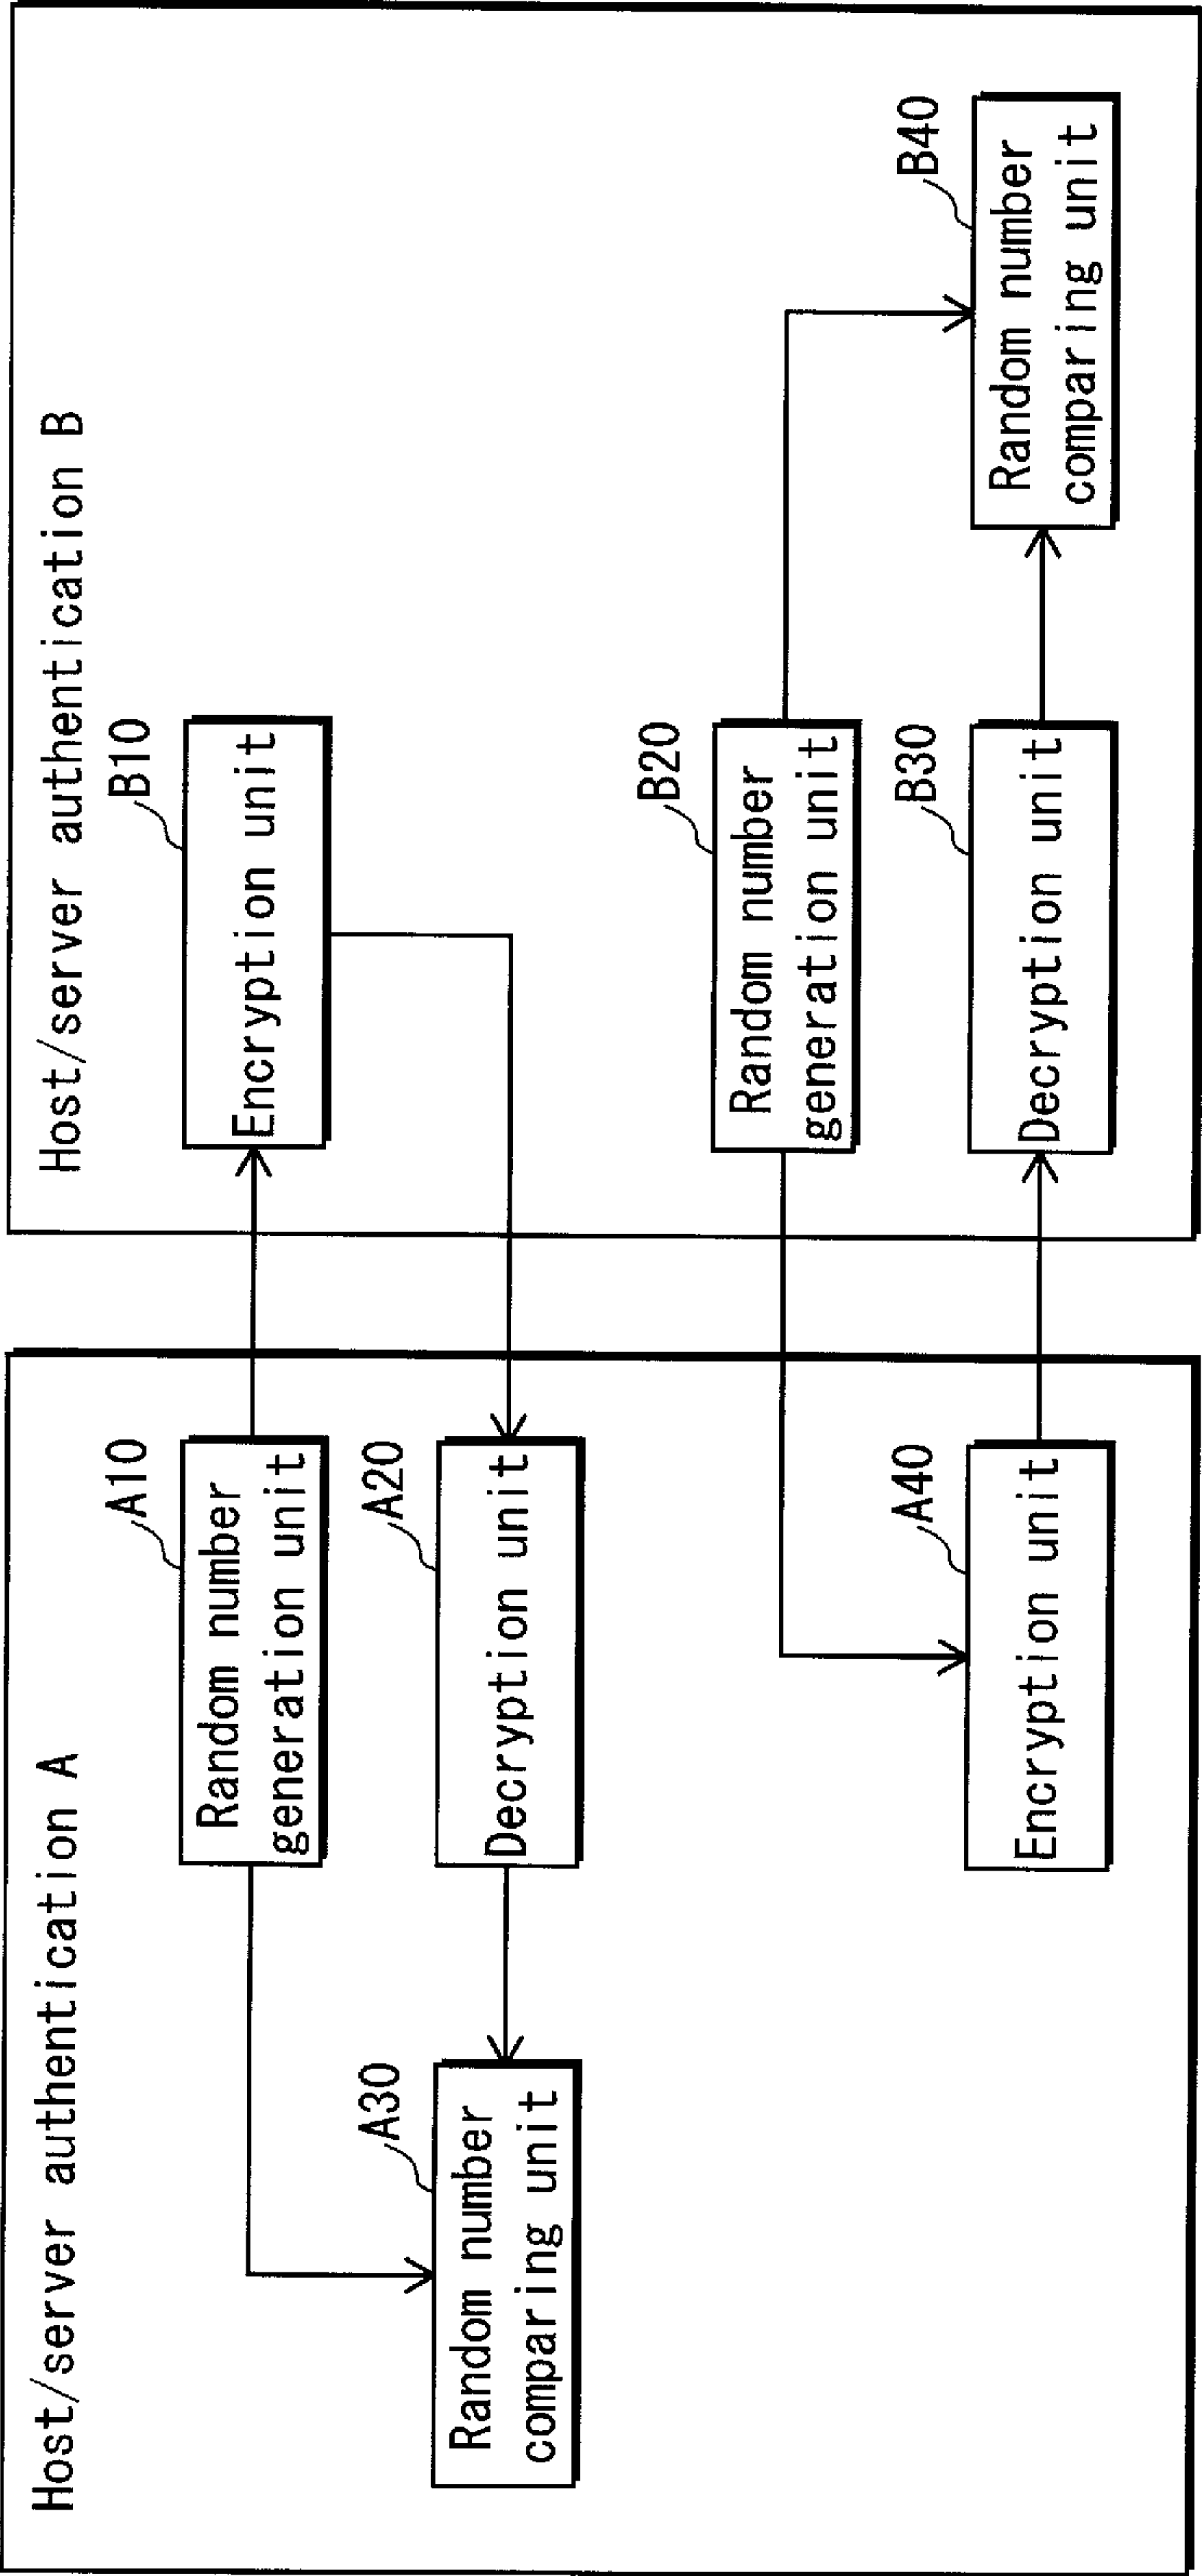 Host/server authentication A
A10
Random number
generation unit
A20
Decryption unit
A30
Random number
comparing unit
A40
Encryption unit
Host/server authentication B
B10
Encryption unit
B20
Random number
generation unit
B30
Decryption unit
B40
Random number
comparing unit